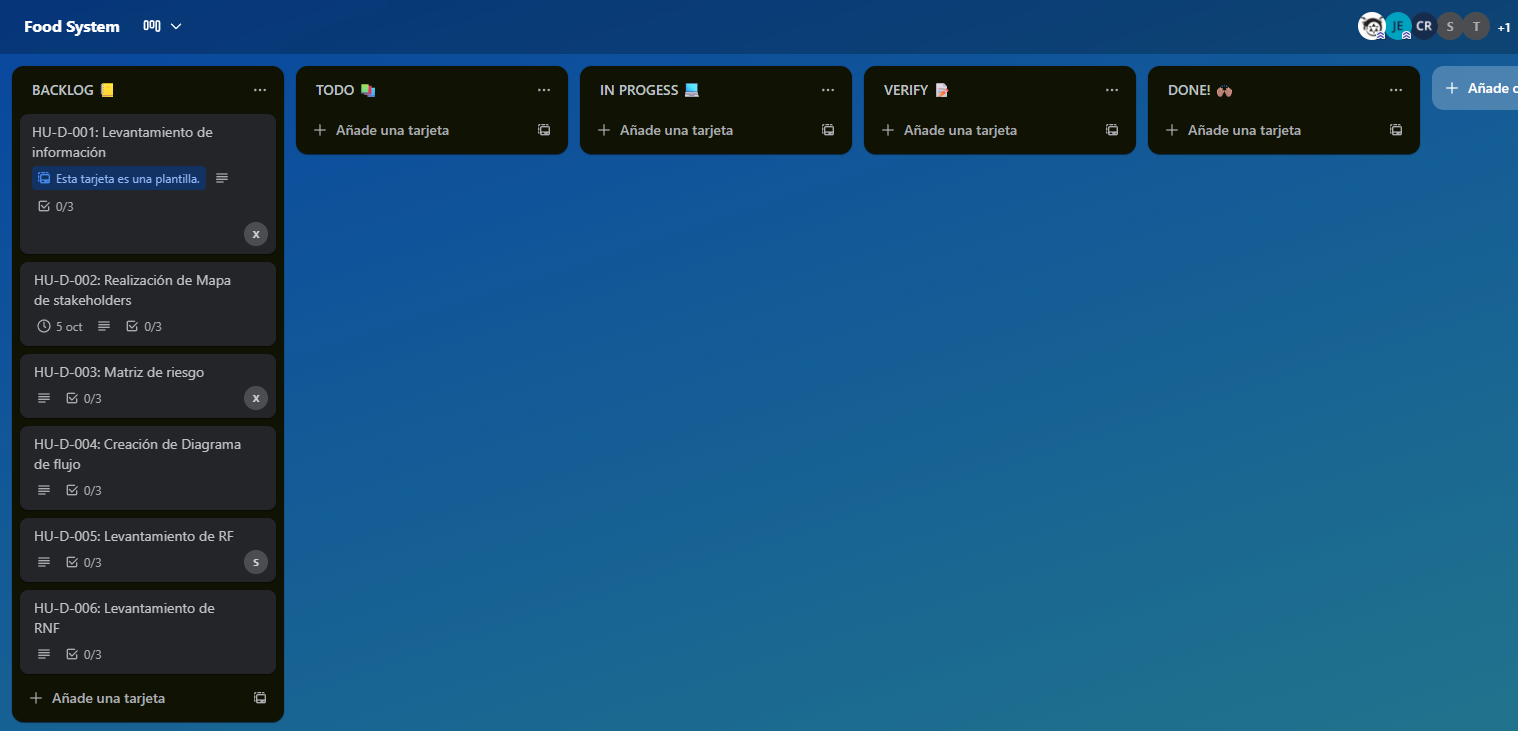 Food System
JE CR S T +1
BACKLOG
HU-D-001: Levantamiento de
información
Esta tarjeta es una plantilla.
0/3
X
HU-D-002: Realización de Mapa
de stakeholders
5 oct 0/3
HU-D-003: Matriz de riesgo
0/3 X
HU-D-004: Creación de Diagrama
de flujo
0/3
HU-D-005: Levantamiento de RF
0/3 S
HU-D-006: Levantamiento de
RNF
0/3
Añade una tarjeta
TODO
Añade una tarjeta
IN PROGESS
Añade una tarjeta
VERIFY
Añade una tarjeta
DONE!
Añade una tarjeta
Añade